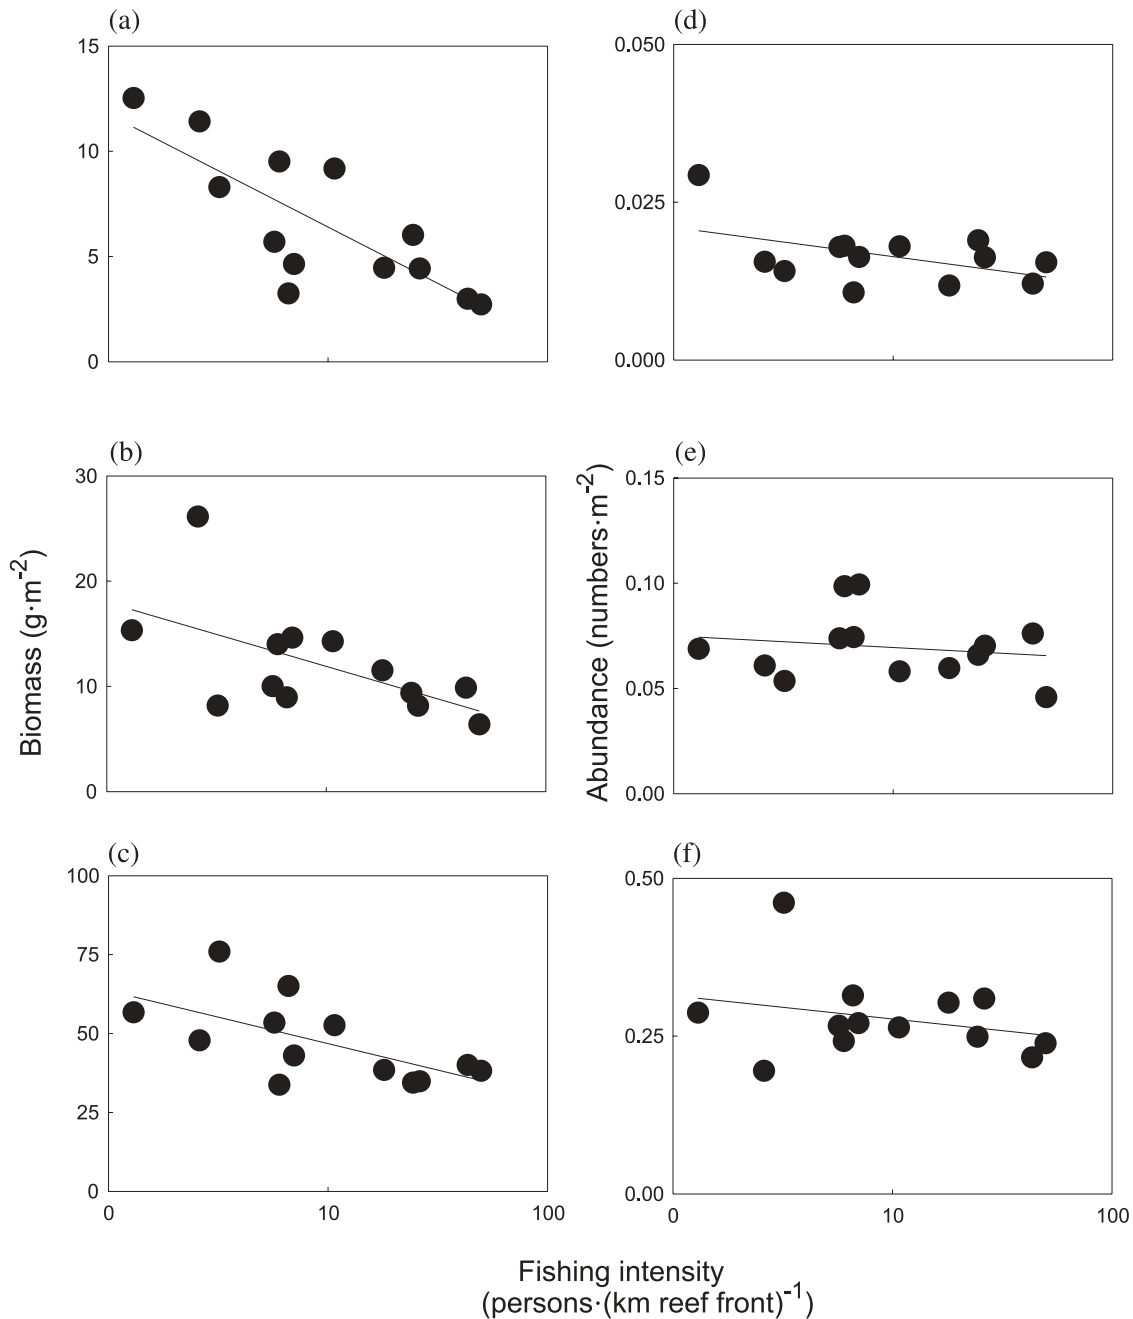 (a)
15
10
5
0
(d)
0.050
0.025
0.000
(b)
30
20
10
0
(e)
0.15
0.10
0.05
0.00
Biomass (g·m-2)
Abundance (numbers·m-2)
(c)
100
75
50
25
0
0 10 100
(f)
0.50
0.25
0.00
0 10 100
Fishing intensity
(persons·(km reef front)-1)